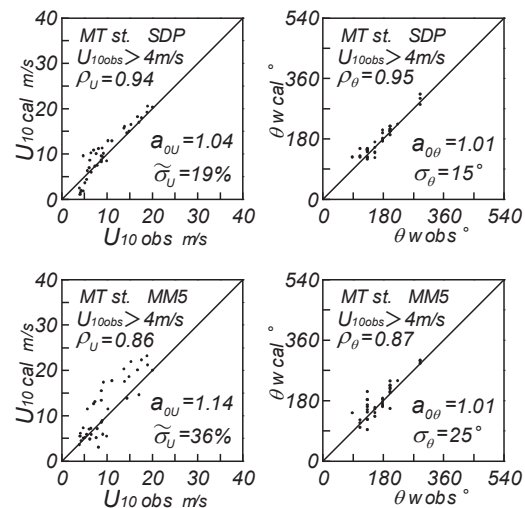 MT st. SDP
U10obs>4m/s
ρU=0.94
a0U=1.04
σ̃U=19%
U10 cal m/s
40
30
20
10
0
0 10 20 30 40
U10 obs m/s
MT st. SDP
U10obs>4m/s
ρθ=0.95
a0θ=1.01
σθ=15°
θw cal °
540
360
180
0
0 180 360 540
θw obs °
MT st. MM5
U10obs>4m/s
ρU=0.86
a0U=1.14
σ̃U=36%
U10 cal m/s
40
30
20
10
0
0 10 20 30 40
U10 obs m/s
MT st. MM5
U10obs>4m/s
ρθ=0.87
a0θ=1.01
σθ=25°
θw cal °
540
360
180
0
0 180 360 540
θw obs °